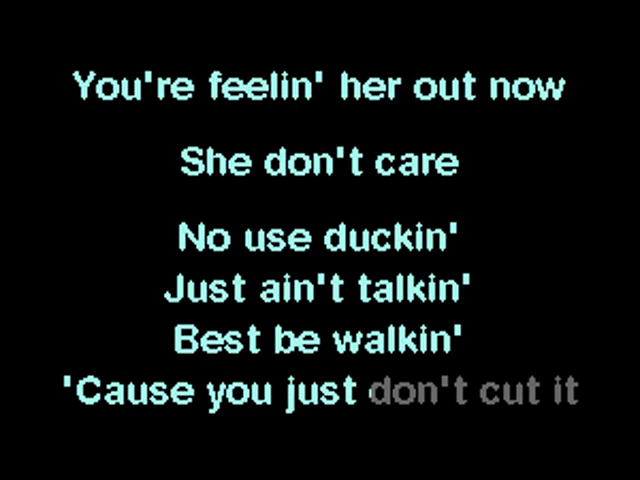 You're feelin' her out now
She don't care
No use duckin'
Just ain't talkin'
Best be walkin'
'Cause you just don't cut it